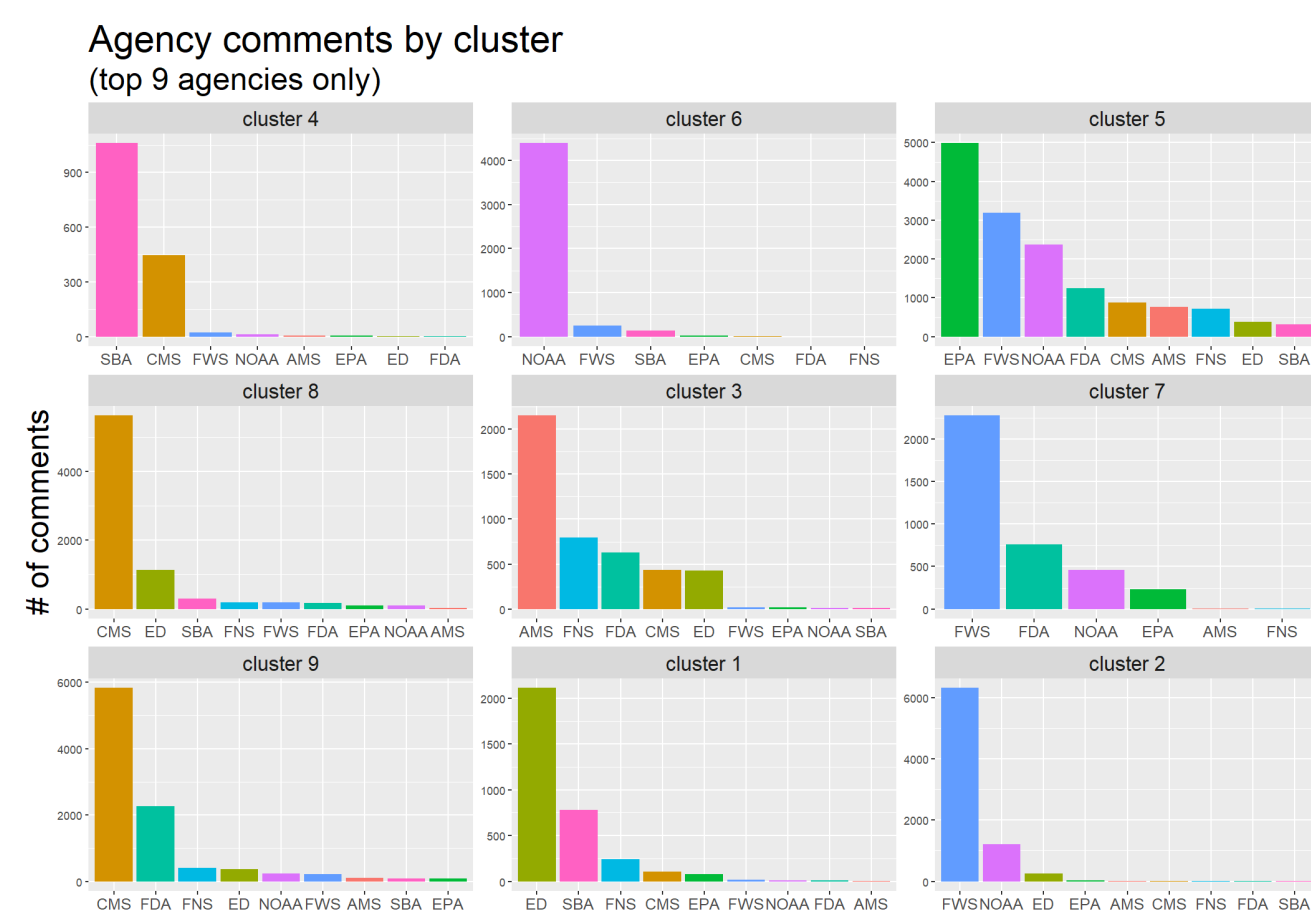 Agency comments by cluster
(top 9 agencies only)
# of comments
cluster 4
900
600
300
0
SBA CMS FWS NOAA AMS EPA ED FDA
cluster 6
4000
3000
2000
1000
0
NOAA FWS SBA EPA CMS FDA FNS
cluster 5
5000
4000
3000
2000
1000
0
EPA FWS NOAA FDA CMS AMS FNS ED SBA
cluster 8
4000
2000
0
CMS ED SBA FNS FWS FDA EPA NOAA AMS
cluster 3
2000
1500
1000
500
0
AMS FNS FDA CMS ED FWS EPA NOAA SBA
cluster 7
2000
1500
1000
500
0
FWS FDA NOAA EPA AMS FNS
cluster 9
6000
4000
2000
0
CMS FDA FNS ED NOAA FWS AMS SBA EPA
cluster 1
2000
1500
1000
500
0
ED SBA FNS CMS EPA FWS NOAA FDA AMS
cluster 2
6000
4000
2000
0
FWS NOAA ED EPA AMS CMS FNS FDA SBA